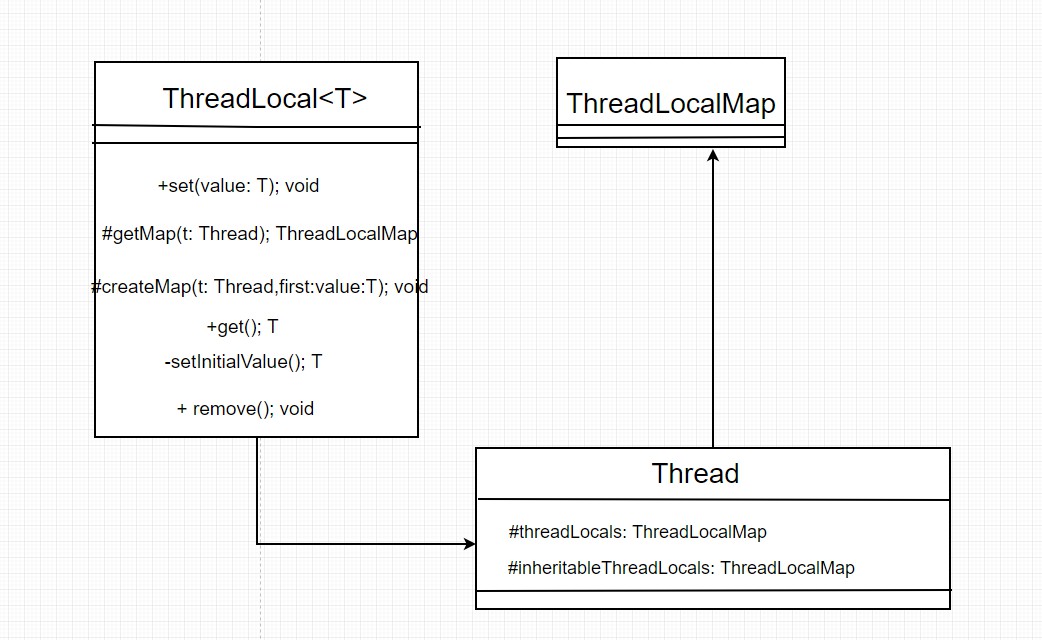 ThreadLocal<T>
+set(value: T); void
#getMap(t: Thread); ThreadLocalMap
#createMap(t: Thread,first:value:T); void
+get(); T
-setInitialValue(); T
+ remove(); void
ThreadLocalMap
Thread
#threadLocals: ThreadLocalMap
#inheritableThreadLocals: ThreadLocalMap